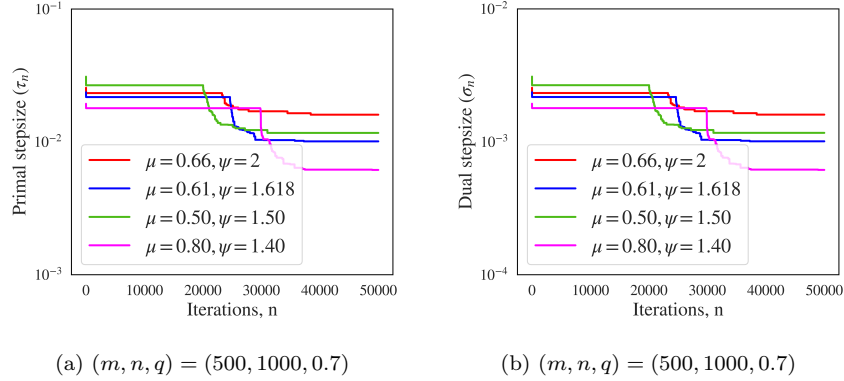 10⁻¹
10⁻²
10⁻³
Primal stepsize (τₙ)
μ = 0.66, ψ = 2
μ = 0.61, ψ = 1.618
μ = 0.50, ψ = 1.50
μ = 0.80, ψ = 1.40
0 10000 20000 30000 40000 50000
Iterations, n
(a) (m, n, q) = (500, 1000, 0.7)
10⁻²
10⁻³
10⁻⁴
Dual stepsize (σₙ)
μ = 0.66, ψ = 2
μ = 0.61, ψ = 1.618
μ = 0.50, ψ = 1.50
μ = 0.80, ψ = 1.40
0 10000 20000 30000 40000 50000
Iterations, n
(b) (m, n, q) = (500, 1000, 0.7)